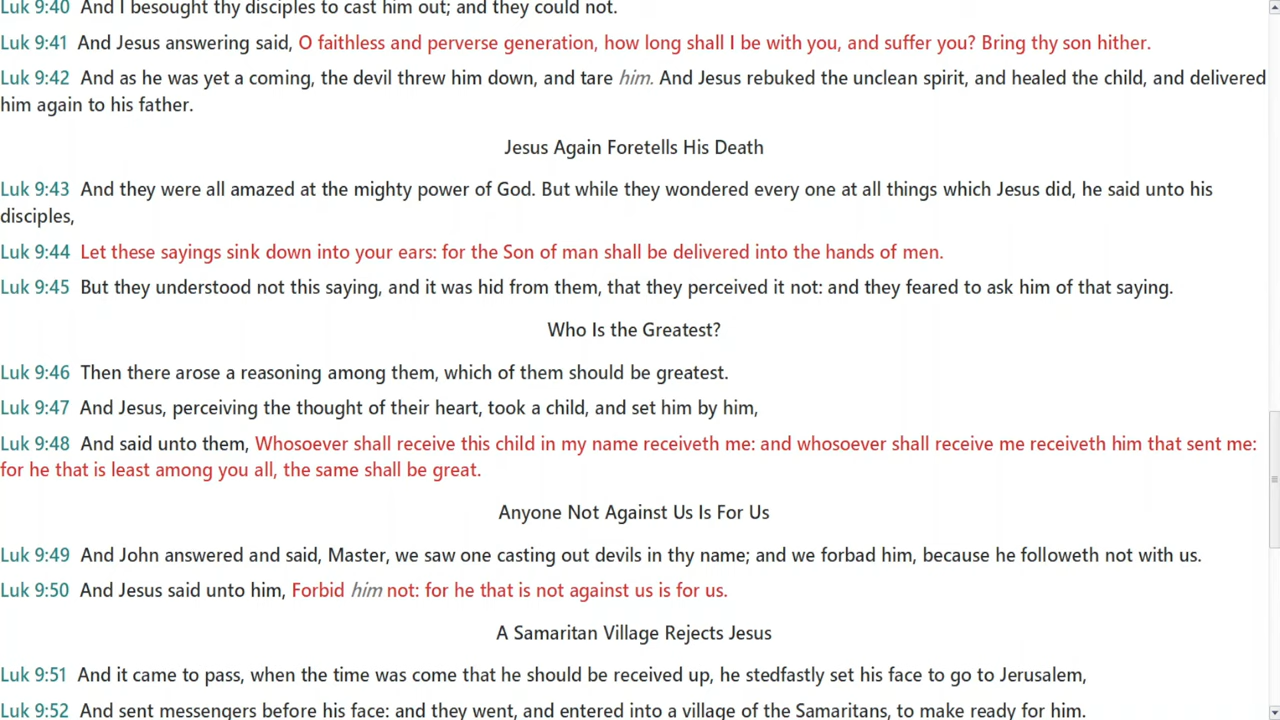 Luk 9:40 And I besought thy disciples to cast him out; and they could not.
Luk 9:41 And Jesus answering said, O faithless and perverse generation, how long shall I be with you, and suffer you? Bring thy son hither.
Luk 9:42 And as he was yet a coming, the devil threw him down, and tare him. And Jesus rebuked the unclean spirit, and healed the child, and delivered
him again to his father.
Jesus Again Foretells His Death
Luk 9:43 And they were all amazed at the mighty power of God. But while they wondered every one at all things which Jesus did, he said unto his
disciples,
Luk 9:44 Let these sayings sink down into your ears: for the Son of man shall be delivered into the hands of men.
Luk 9:45 But they understood not this saying, and it was hid from them, that they perceived it not: and they feared to ask him of that saying.
Who Is the Greatest?
Luk 9:46 Then there arose a reasoning among them, which of them should be greatest.
Luk 9:47 And Jesus, perceiving the thought of their heart, took a child, and set him by him,
Luk 9:48 And said unto them, Whosoever shall receive this child in my name receiveth me: and whosoever shall receive me receiveth him that sent me:
for he that is least among you all, the same shall be great.
Anyone Not Against Us Is For Us
Luk 9:49 And John answered and said, Master, we saw one casting out devils in thy name; and we forbad him, because he followeth not with us.
Luk 9:50 And Jesus said unto him, Forbid him not: for he that is not against us is for us.
A Samaritan Village Rejects Jesus
Luk 9:51 And it came to pass, when the time was come that he should be received up, he stedfastly set his face to go to Jerusalem,
Luk 9:52 And sent messengers before his face: and they went, and entered into a village of the Samaritans, to make ready for him.